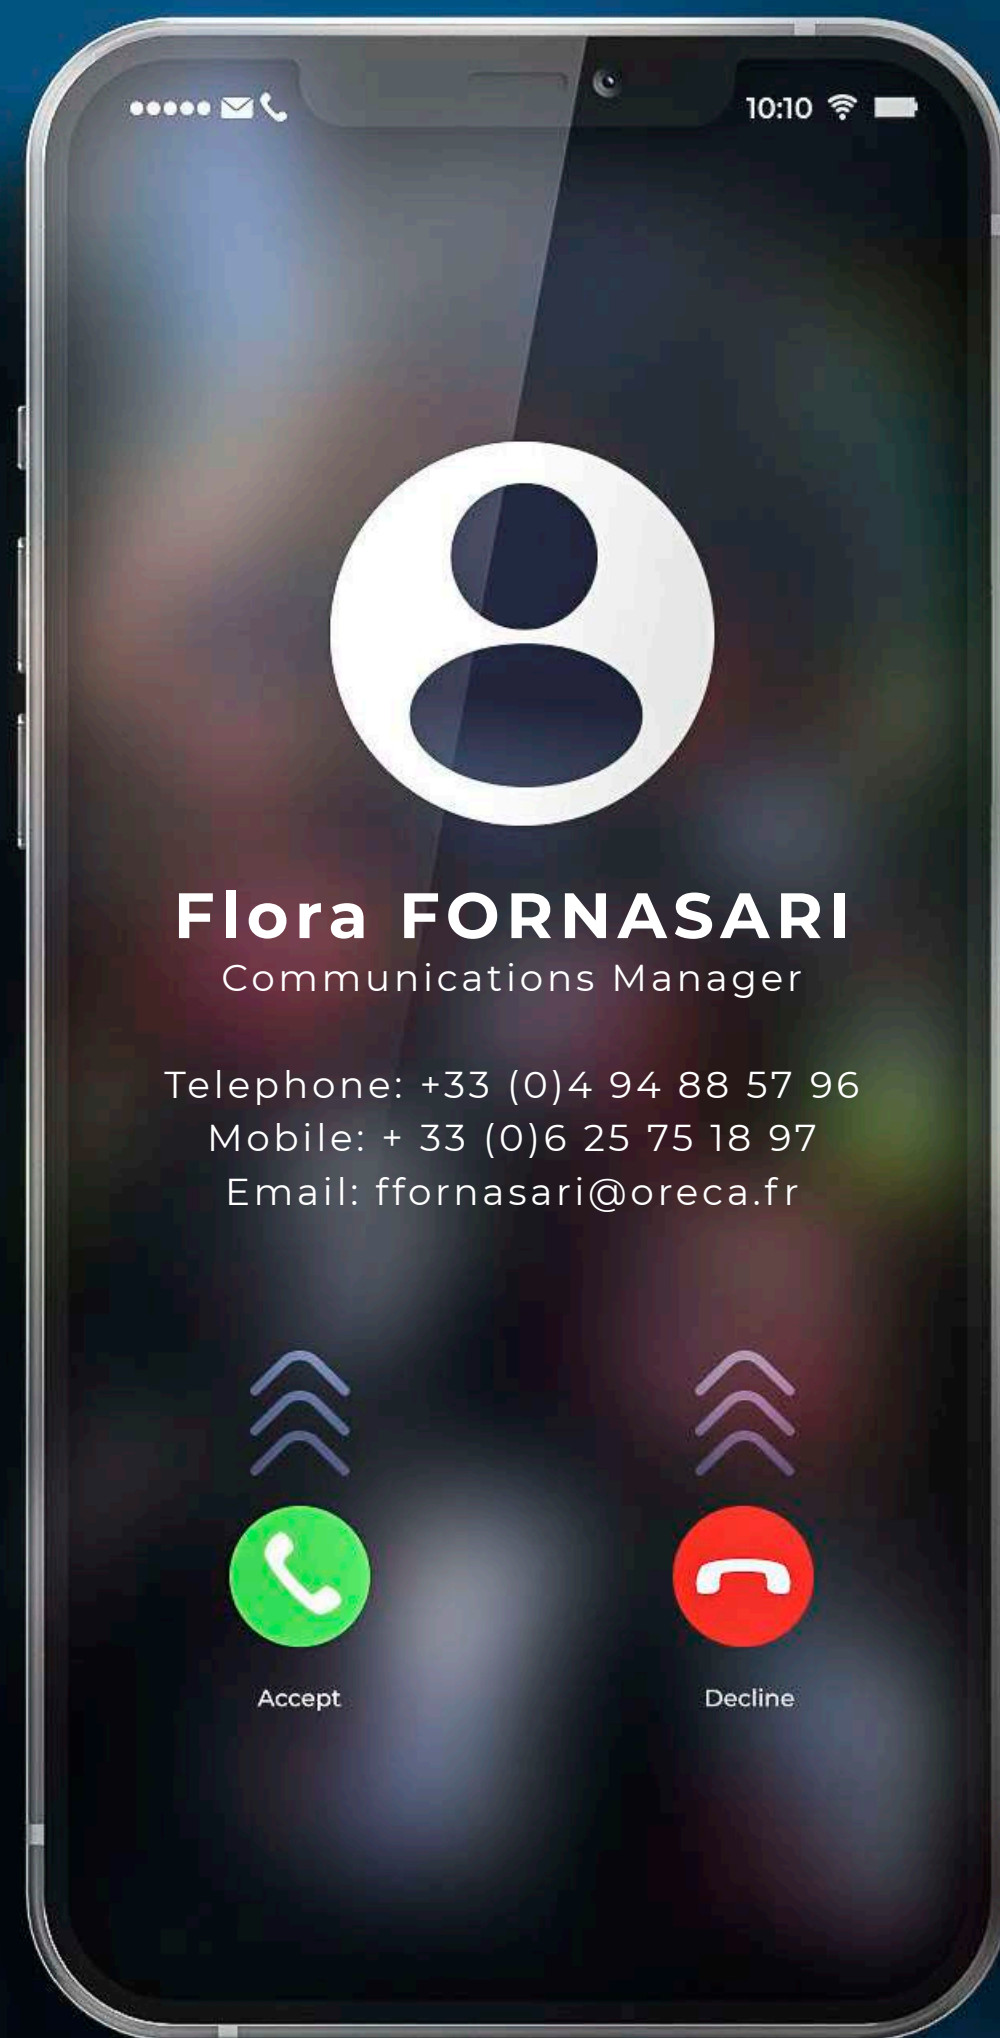 10:10
Flora FORNASARI
Communications Manager
Telephone: +33 (0)4 94 88 57 96
Mobile: + 33 (0)6 25 75 18 97
Email: ffornasari@oreca.fr
Accept
Decline